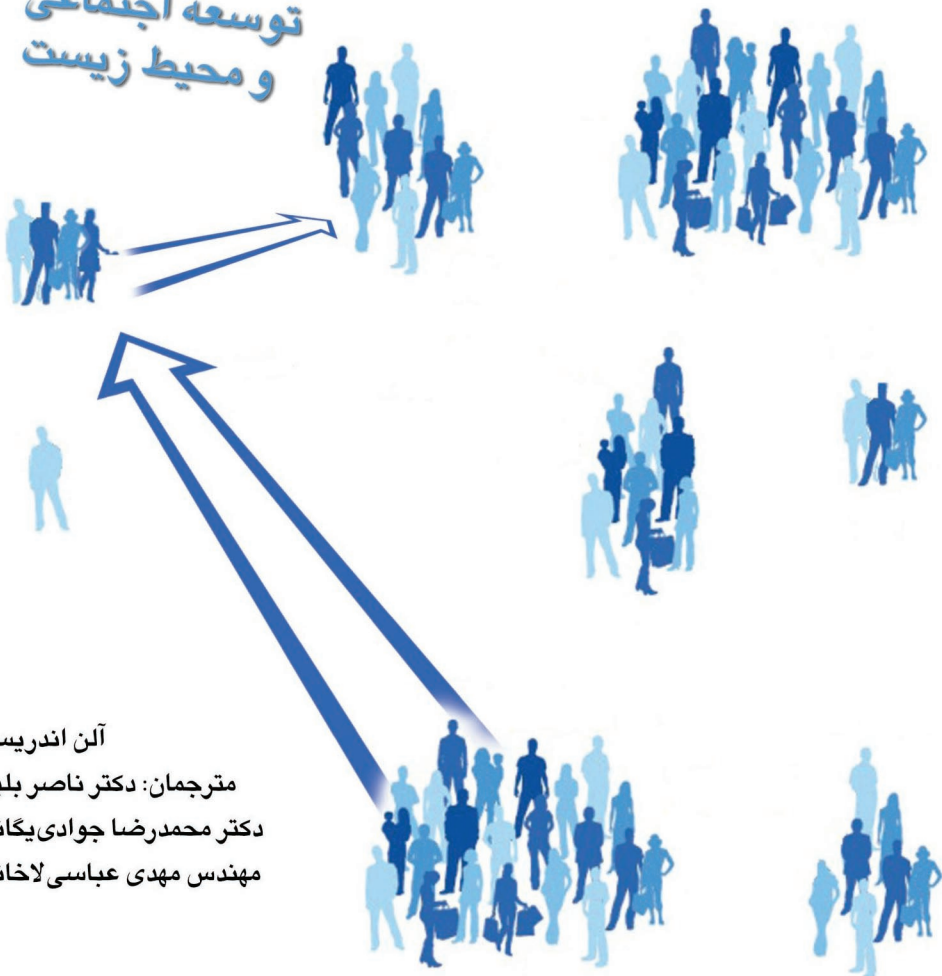 توسعه اجتماعی
و محیط زیست
آلن
مترجمان: دکتر ناصر
دکتر محمدرضا
مهندس مهدی